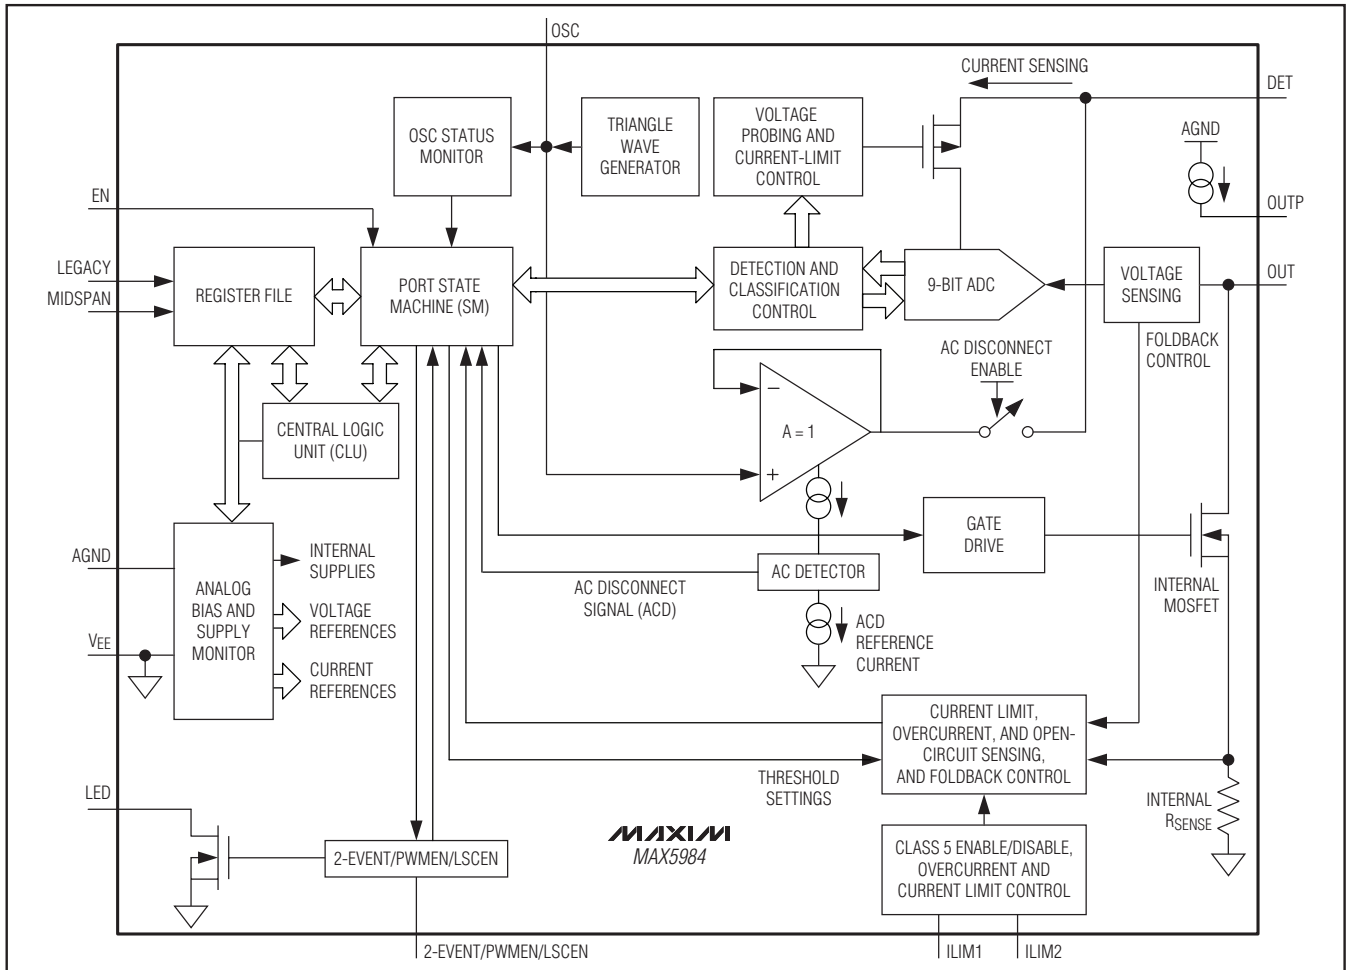 OSC
CURRENT SENSING
DET
OSC STATUS
MONITOR
TRIANGLE
WAVE
GENERATOR
VOLTAGE
PROBING AND
CURRENT-LIMIT
CONTROL
AGND
OUTP
EN
LEGACY
MIDSPAN
REGISTER FILE
PORT STATE
MACHINE (SM)
DETECTION AND
CLASSIFICATION
CONTROL
9-BIT ADC
VOLTAGE
SENSING
OUT
FOLDBACK
CONTROL
AC DISCONNECT
ENABLE
−
A = 1
+
CENTRAL LOGIC
UNIT (CLU)
GATE
DRIVE
AGND
VEE
ANALOG
BIAS AND
SUPPLY
MONITOR
INTERNAL
SUPPLIES
VOLTAGE
REFERENCES
CURRENT
REFERENCES
AC DISCONNECT
SIGNAL (ACD)
AC DETECTOR
ACD
REFERENCE
CURRENT
INTERNAL
MOSFET
CURRENT LIMIT,
OVERCURRENT, AND OPEN-
CIRCUIT SENSING,
AND FOLDBACK CONTROL
THRESHOLD
SETTINGS
INTERNAL
RSENSE
LED
2-EVENT/PWMEN/LSCEN
MAXIM
MAX5984
CLASS 5 ENABLE/DISABLE,
OVERCURRENT AND
CURRENT LIMIT CONTROL
2-EVENT/PWMEN/LSCEN
ILIM1
ILIM2